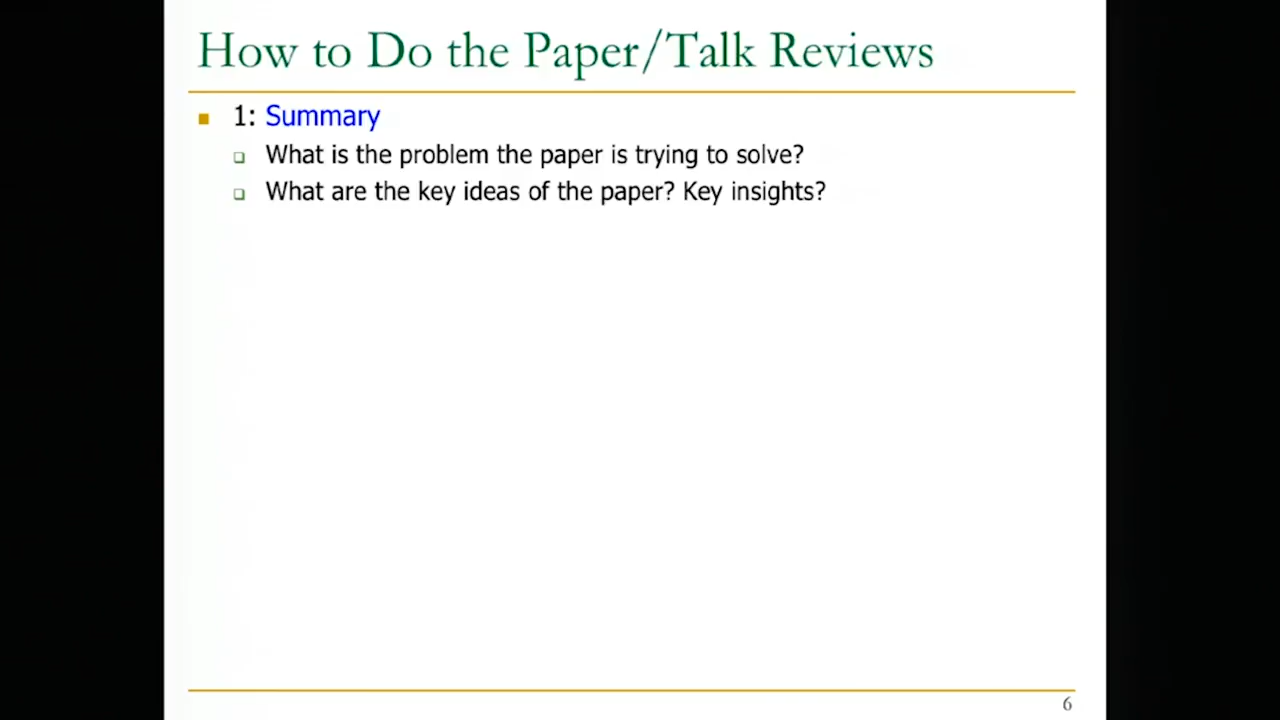 How to Do the Paper/Talk Reviews
1: Summary
What is the problem the paper is trying to solve?
What are the key ideas of the paper? Key insights?
6